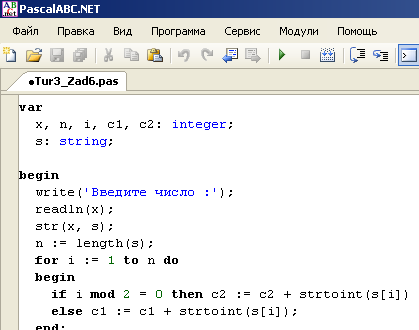 PascalABC.NET
Файл Правка Вид Программа Сервис Модули Помощь
•Tur3_Zad6.pas
var
x, n, i, c1, c2: integer;
s: string;
begin
write('Введите число :');
readln(x);
str(x, s);
n := length(s);
for i := 1 to n do
begin
if i mod 2 = 0 then c2 := c2 + strtoint(s[i])
else c1 := c1 + strtoint(s[i]);
end;